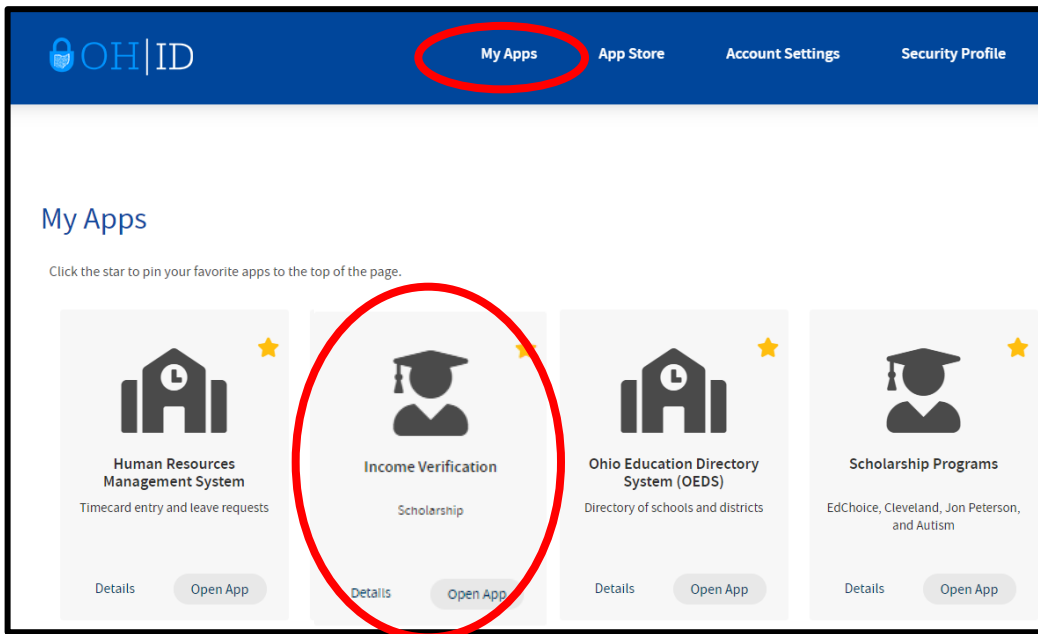 OH|ID
My Apps
App Store
Account Settings
Security Profile
My Apps
Click the star to pin your favorite apps to the top of the page.
Human Resources
Management System
Timecard entry and leave requests
Details
Open App
Income Verification
Scholarship
Details
Open App
Ohio Education Directory
System (OEDS)
Directory of schools and districts
Details
Open App
Scholarship Programs
EdChoice, Cleveland, Jon Peterson,
and Autism
Details
Open App